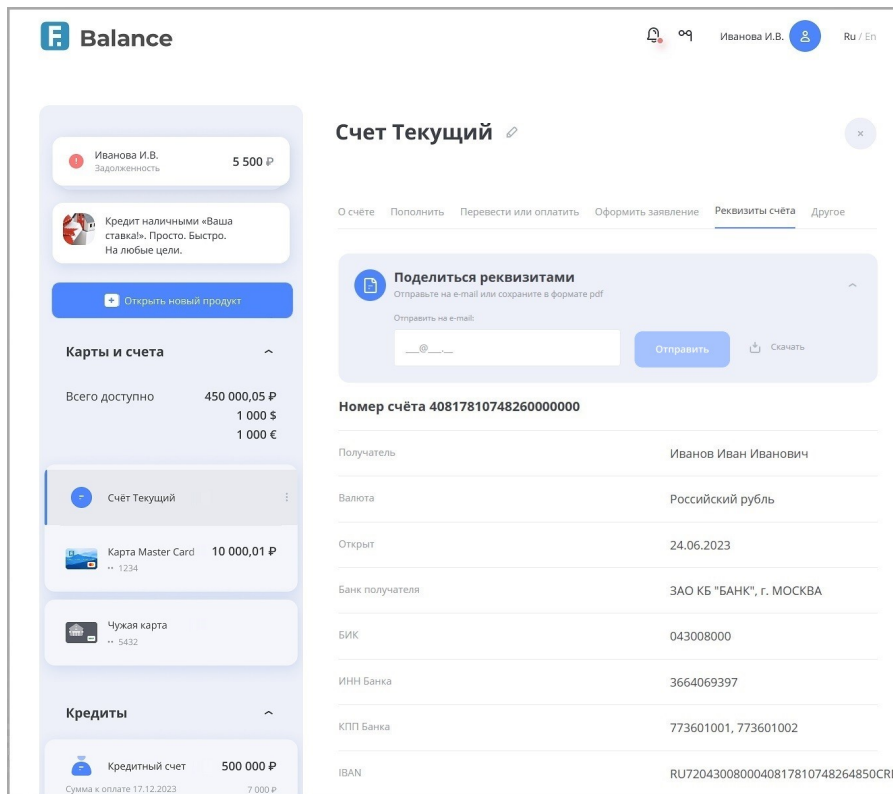 F. Balance
Иванова И.В.
Ru / En
Иванова И.В.
Задолженность
5 500 ₽
Кредит наличными «Ваша
ставка!». Просто. Быстро.
На любые цели.
Открыть новый продукт
Карты и счета
Всего доступно
450 000,05 ₽
1 000 $
1 000 €
Счёт Текущий
Карта Master Card
10 000,01 ₽
•• 1234
Чужая карта
•• 5432
Кредиты
Кредитный счет
500 000 ₽
Сумма к оплате 17.12.2023
7 000 ₽
Счет Текущий
О счёте
Пополнить
Перевести или оплатить
Оформить заявление
Реквизиты счёта
Другое
Поделиться реквизитами
Отправьте на e-mail или сохраните в формате pdf
Отправить на e-mail:
___@___.__
Отправить
Скачать
Номер счёта 40817810748260000000
Получатель
Иванов Иван Иванович
Валюта
Российский рубль
Открыт
24.06.2023
Банк получателя
ЗАО КБ "БАНК", г. МОСКВА
БИК
043008000
ИНН Банка
3664069397
КПП Банка
773601001, 773601002
IBAN
RU7204300800040817810748264850CRI